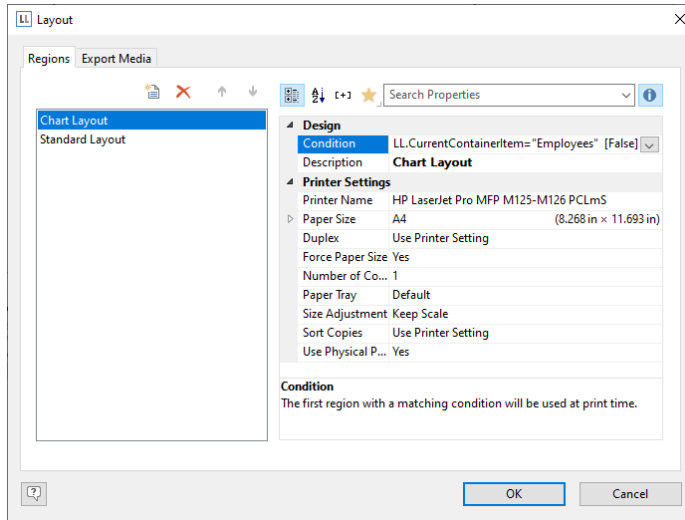 LL Layout
Regions Export Media
[+] Search Properties
Chart Layout
Standard Layout
Design
Condition LL.CurrentContainerItem="Employees" [False]
Description Chart Layout
Printer Settings
Printer Name HP LaserJet Pro MFP M125-M126 PCLmS
Paper Size A4 (8.268 in × 11.693 in)
Duplex Use Printer Setting
Force Paper Size Yes
Number of Co... 1
Paper Tray Default
Size Adjustment Keep Scale
Sort Copies Use Printer Setting
Use Physical P... Yes
Condition
The first region with a matching condition will be used at print time.
OK Cancel